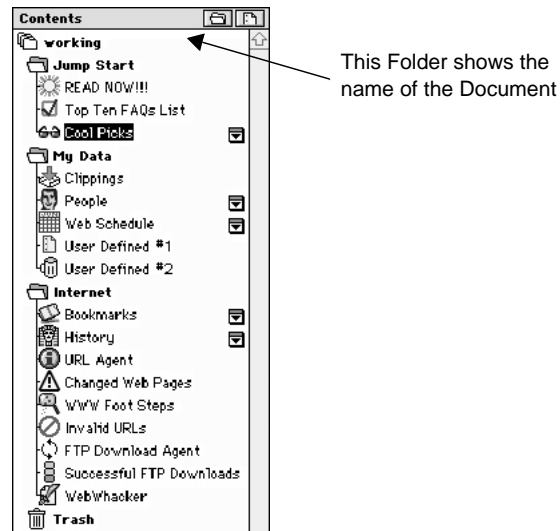 Contents
working
Jump Start
READ NOW!!!
Top Ten FAQs List
Cool Picks
My Data
Clippings
People
Web Schedule
User Defined #1
User Defined #2
Internet
Bookmarks
History
URL Agent
Changed Web Pages
WWW Foot Steps
Invalid URLs
FTP Download Agent
Successful FTP Downloads
WebWhacker
Trash
This Folder shows the
name of the Document